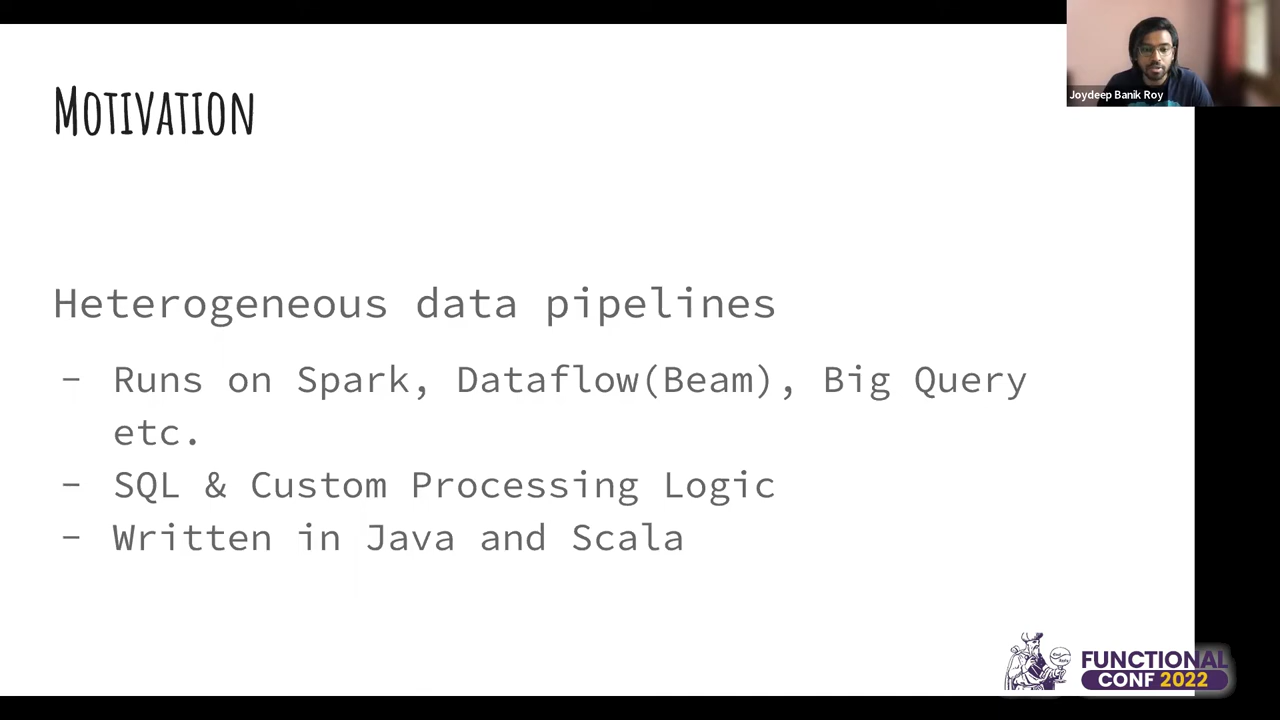 Joydeep Banik Roy
MOTIVATION
Heterogeneous data pipelines
- Runs on Spark, Dataflow(Beam), Big Query
etc.
- SQL & Custom Processing Logic
- Written in Java and Scala
FUNCTIONAL
CONF 2022